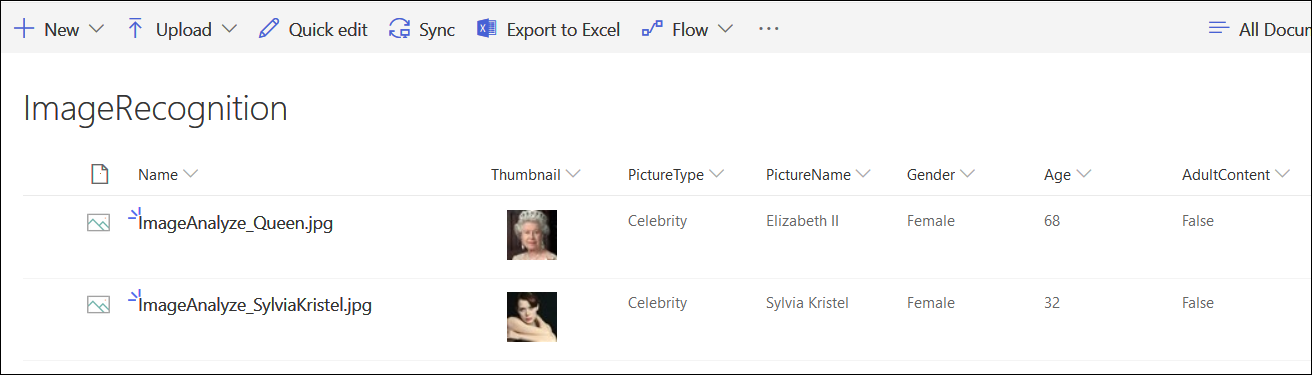 New Upload Quick edit Sync Export to Excel Flow ··· All Docum
ImageRecognition
Name Thumbnail PictureType PictureName Gender Age AdultContent
ImageAnalyze_Queen.jpg Celebrity Elizabeth II Female 68 False
ImageAnalyze_SylviaKristel.jpg Celebrity Sylvia Kristel Female 32 False